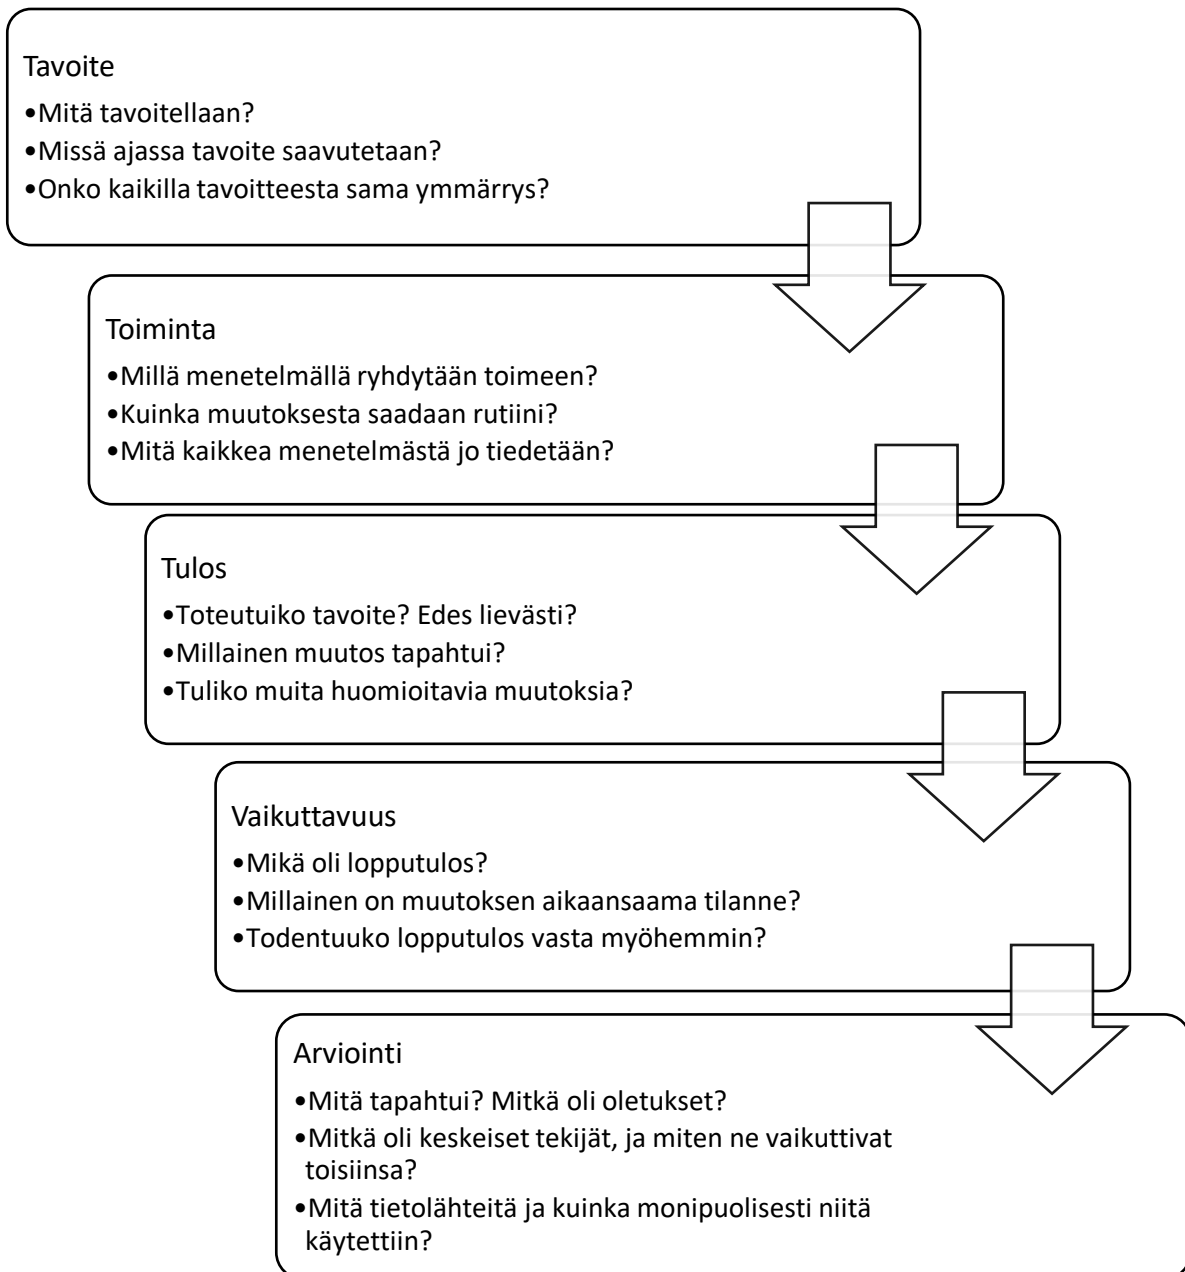 Tavoite
•Mitä tavoitellaan?
•Missä ajassa tavoite saavutetaan?
•Onko kaikilla tavoitteesta sama ymmärrys?
Toiminta
•Millä menetelmällä ryhdytään toimeen?
•Kuinka muutoksesta saadaan rutiini?
•Mitä kaikkea menetelmästä jo tiedetään?
Tulos
•Toteutuiko tavoite? Edes lievästi?
•Millainen muutos tapahtui?
•Tuliko muita huomioitavia muutoksia?
Vaikuttavuus
•Mikä oli lopputulos?
•Millainen on muutoksen aikaansaama tilanne?
•Todentuuko lopputulos vasta myöhemmin?
Arviointi
•Mitä tapahtui? Mitkä oli oletukset?
•Mitkä oli keskeiset tekijät, ja miten ne vaikuttivat
toisiinsa?
•Mitä tietolähteitä ja kuinka monipuolisesti niitä
käytettiin?